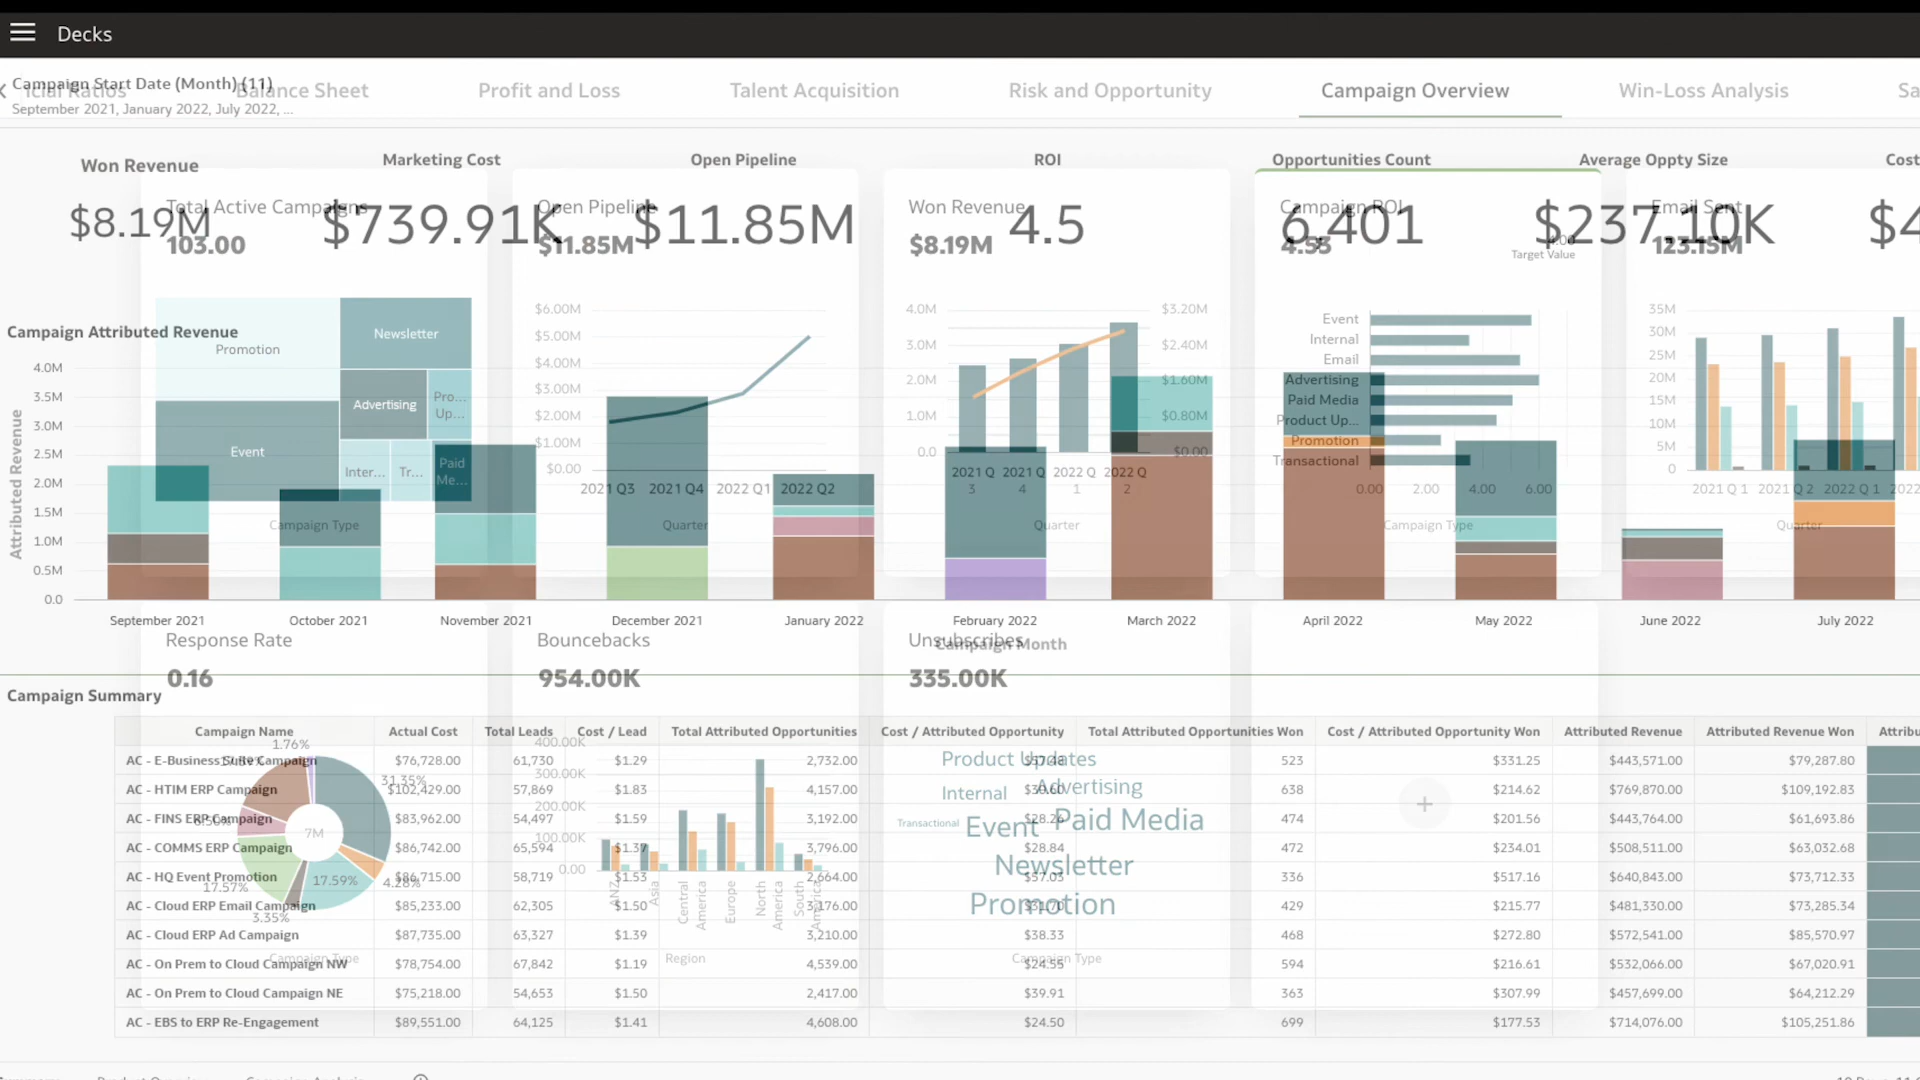 Decks
Campaign Start Date (Month) (11)
September 2021, January 2022, July 2022, ...
Ratios
Balance Sheet
Profit and Loss
Talent Acquisition
Risk and Opportunity
Campaign Overview
Win-Loss Analysis
Sa
Won Revenue
Marketing Cost
Open Pipeline
ROI
Opportunities Count
Average Oppty Size
Cost
$8.19M
$739.91K
$11.85M
4.5
6,401
$237.10K
$4
Total Active Campaigns
103.00
Open Pipeline
$11.85M
Won Revenue
$8.19M
Campaign ROI
4.53
4.00
Target Value
Email Sent
123.15M
Promotion
Newsletter
Event
Advertising
Pro...
Up...
Inter...
Tr...
Paid
Me...
Campaign Type
$6.00M
$5.00M
$4.00M
$3.00M
$2.00M
$1.00M
$0.00
2021 Q3
2021 Q4
2022 Q1
2022 Q2
Quarter
4.0M
3.0M
2.0M
1.0M
0.0
$3.20M
$2.40M
$1.60M
$0.80M
$0.00
2021 Q
3
2021 Q
4
2022 Q
1
2022 Q
2
Quarter
Event
Internal
Email
Advertising
Paid Media
Product Up...
Promotion
Transactional
0.00
2.00
4.00
6.00
Campaign Type
35M
30M
25M
20M
15M
10M
5M
0
2021 Q 1
2021 Q 2
2022 Q 1
2022
Quarter
Campaign Attributed Revenue
Attributed Revenue
4.0M
3.5M
3.0M
2.5M
2.0M
1.5M
1.0M
0.5M
0.0
September 2021
October 2021
November 2021
December 2021
January 2022
February 2022
March 2022
April 2022
May 2022
June 2022
July 2022
Campaign Month
Response Rate
0.16
Bouncebacks
954.00K
Unsubscribes
335.00K
1.76%
31.35%
4.28%
17.59%
3.35%
17.57%
7M
Campaign Type
400.00K
300.00K
200.00K
100.00K
0.00
ANZ
Asia
Central
America
Europe
North
America
South
America
Region
Product Updates
Internal
Advertising
Transactional
Event
Paid Media
Newsletter
Promotion
Campaign Type
+
Campaign Summary
Campaign Name	Actual Cost	Total Leads	Cost / Lead	Total Attributed Opportunities	Cost / Attributed Opportunity	Total Attributed Opportunities Won	Cost / Attributed Opportunity Won	Attributed Revenue	Attributed Revenue Won	Attribu
AC - E-Business Suite Campaign	$76,728.00	61,730	$1.29	2,732.00	523	$331.25	$443,571.00	$79,287.80
AC - HTIM ERP Campaign	$102,429.00	57,869	$1.83	4,157.00	$30.60	638	$214.62	$769,870.00	$109,192.83
AC - FINS ERP Campaign	$83,962.00	54,497	$1.59	3,192.00	$28.26	474	$201.56	$443,764.00	$61,693.86
AC - COMMS ERP Campaign	$86,742.00	65,594	$1.37	3,796.00	$28.84	472	$234.01	$508,511.00	$63,032.68
AC - HQ Event Promotion	$86,715.00	58,719	$1.53	2,664.00	$57.03	336	$517.16	$640,843.00	$73,712.33
AC - Cloud ERP Email Campaign	$85,233.00	62,305	$1.50	3,176.00	429	$215.77	$481,330.00	$73,285.34
AC - Cloud ERP Ad Campaign	$87,735.00	63,327	$1.39	3,210.00	$38.33	468	$272.80	$572,541.00	$85,570.97
AC - On Prem to Cloud Campaign NW	$78,754.00	67,842	$1.19	4,539.00	$24.55	594	$216.61	$532,066.00	$67,020.91
AC - On Prem to Cloud Campaign NE	$75,218.00	54,653	$1.50	2,417.00	$39.91	363	$307.99	$457,699.00	$64,212.29
AC - EBS to ERP Re-Engagement	$89,551.00	64,125	$1.41	4,608.00	$24.50	699	$177.53	$714,076.00	$105,251.86